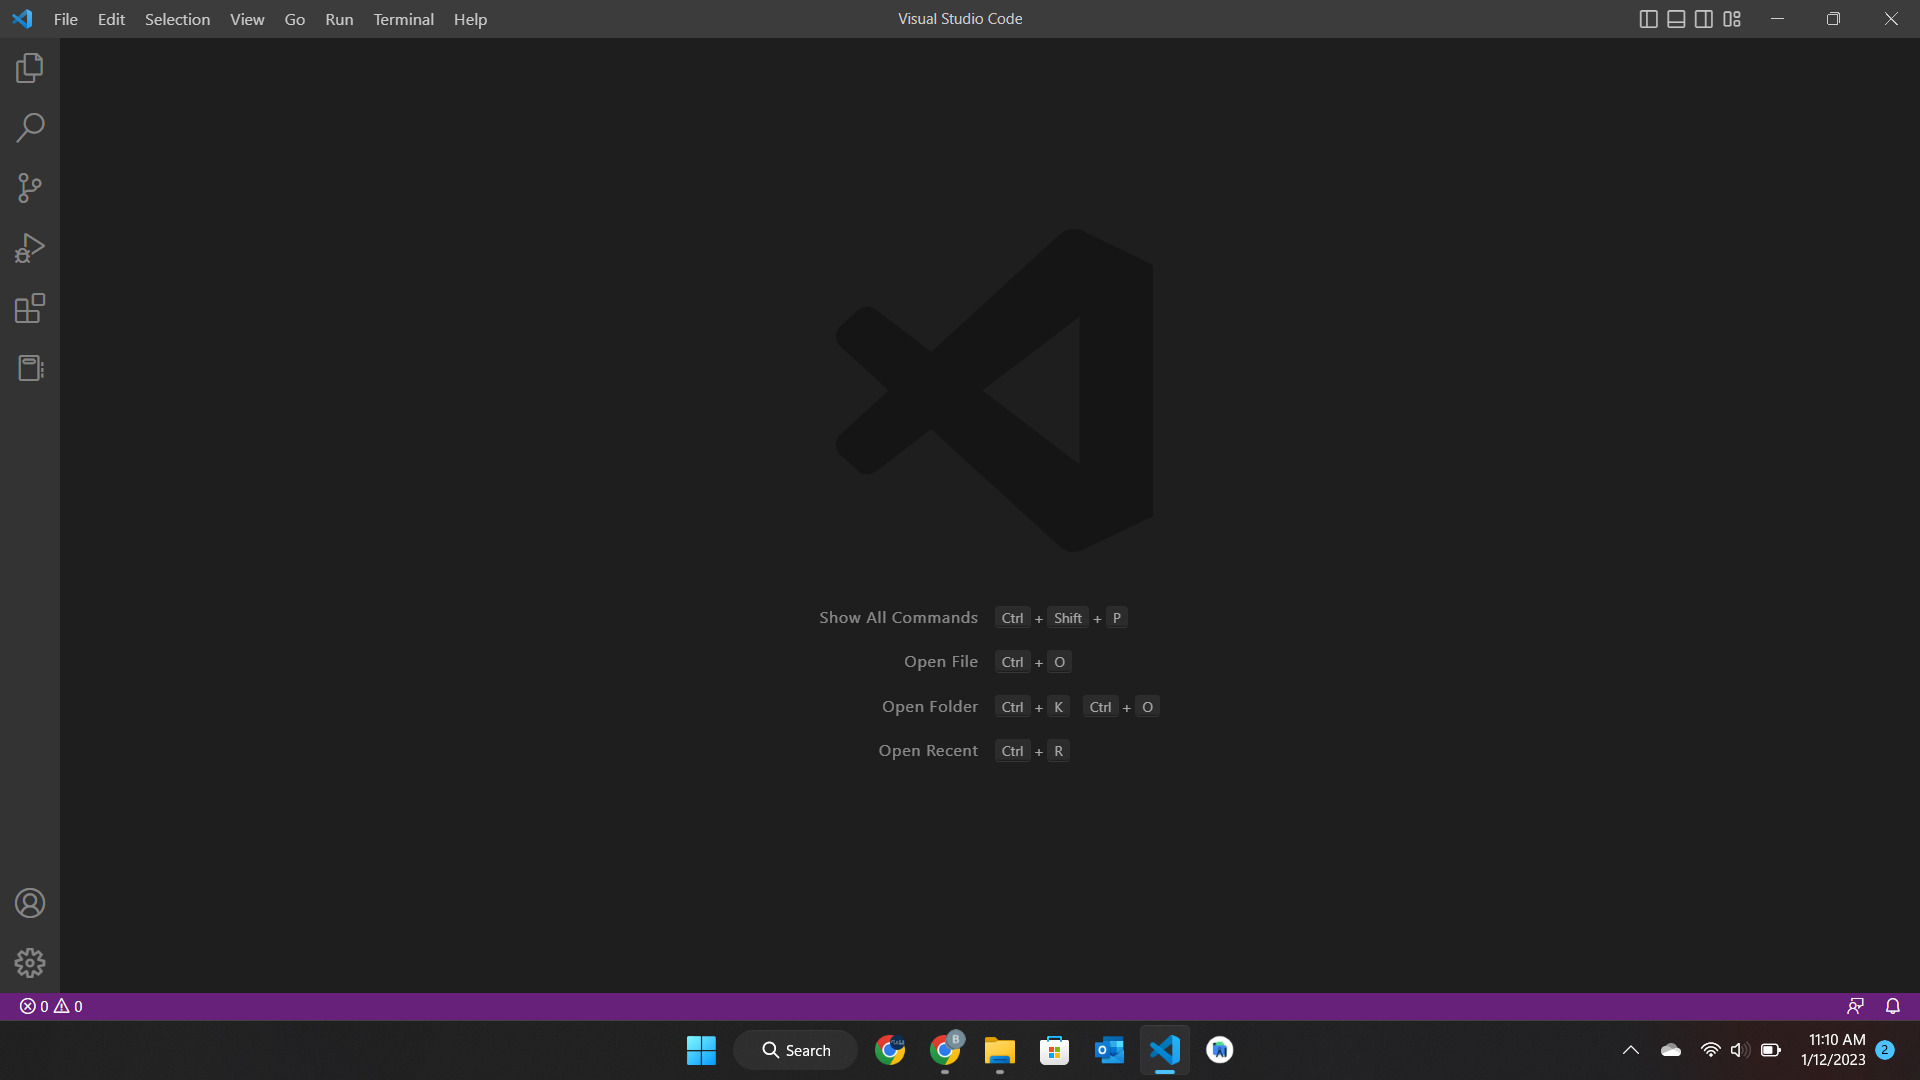 File Edit Selection View Go Run Terminal Help Visual Studio Code
Show All Commands Ctrl + Shift + P
Open File Ctrl + O
Open Folder Ctrl + K Ctrl + O
Open Recent Ctrl + R
0 0
Search
B
AI
11:10 AM
1/12/2023
2